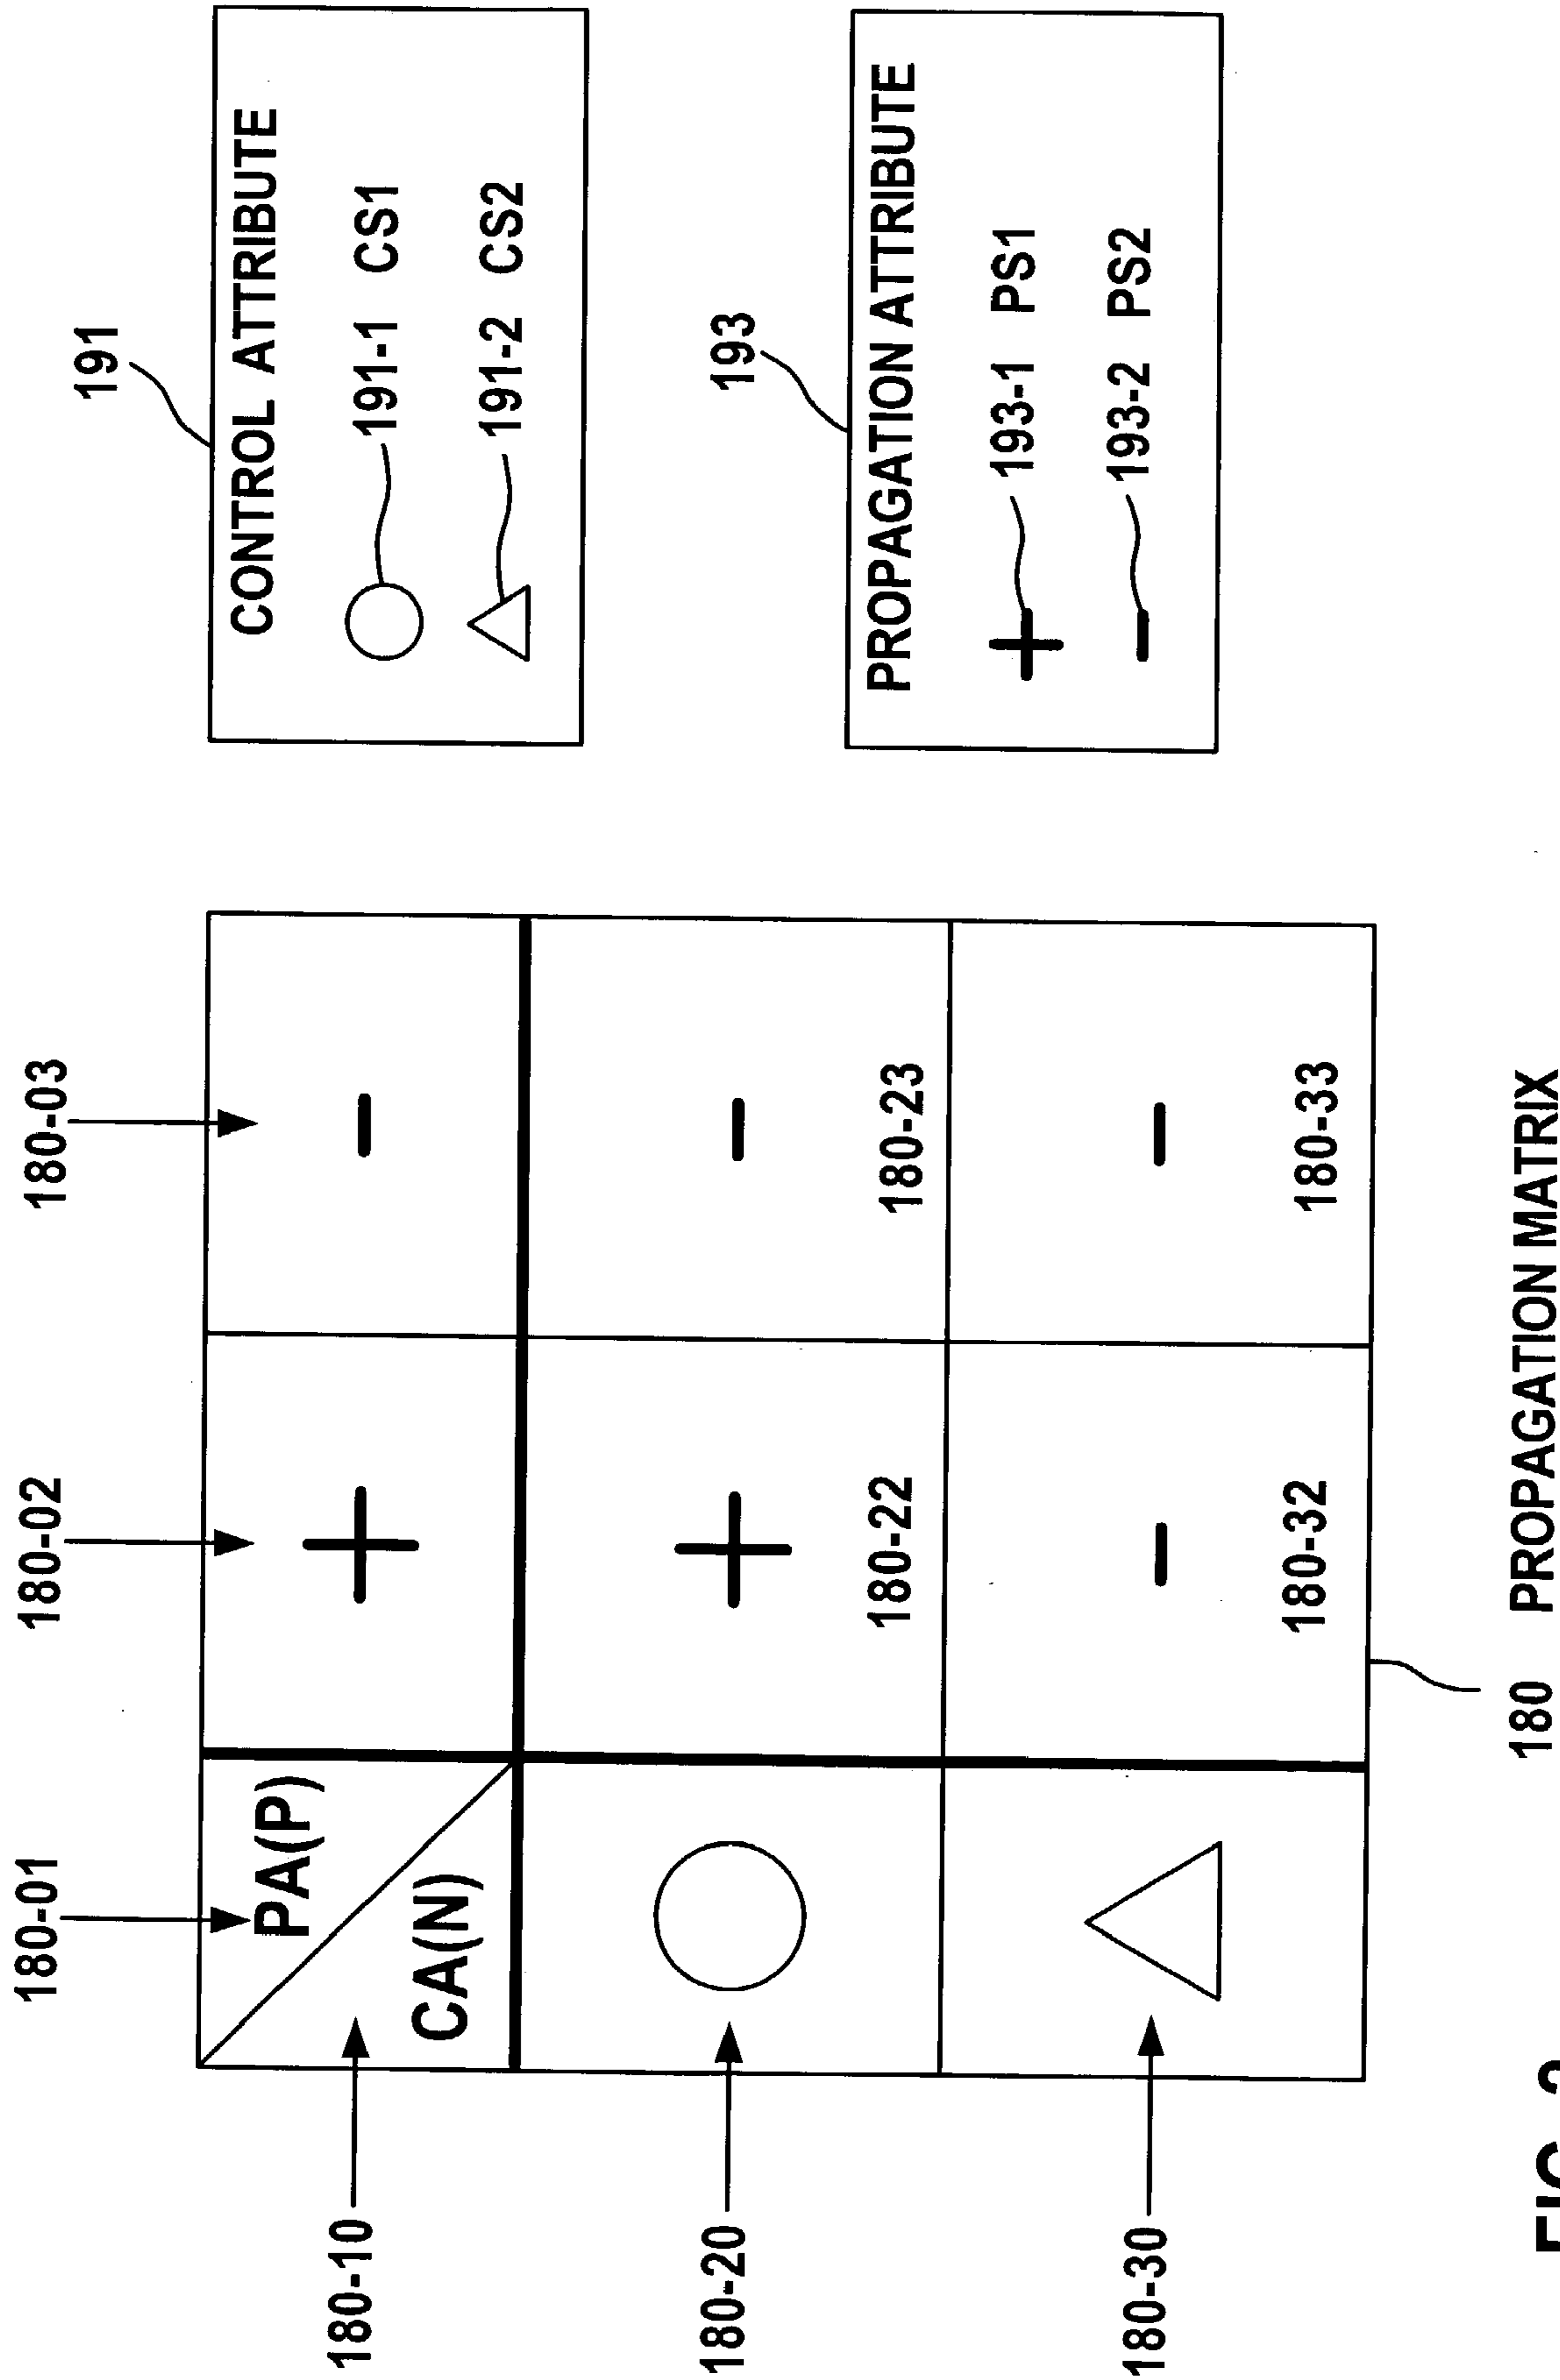 180-01
180-02
180-03
180-10
PA(P)
CA(N)
+
-
180-20
+
180-22
-
180-23
180-30
-
180-32
-
180-33
180 PROPAGATION MATRIX
191
CONTROL ATTRIBUTE
191-1 CS1
191-2 CS2
193
PROPAGATION ATTRIBUTE
+ 193-1 PS1
- 193-2 PS2
FIG.